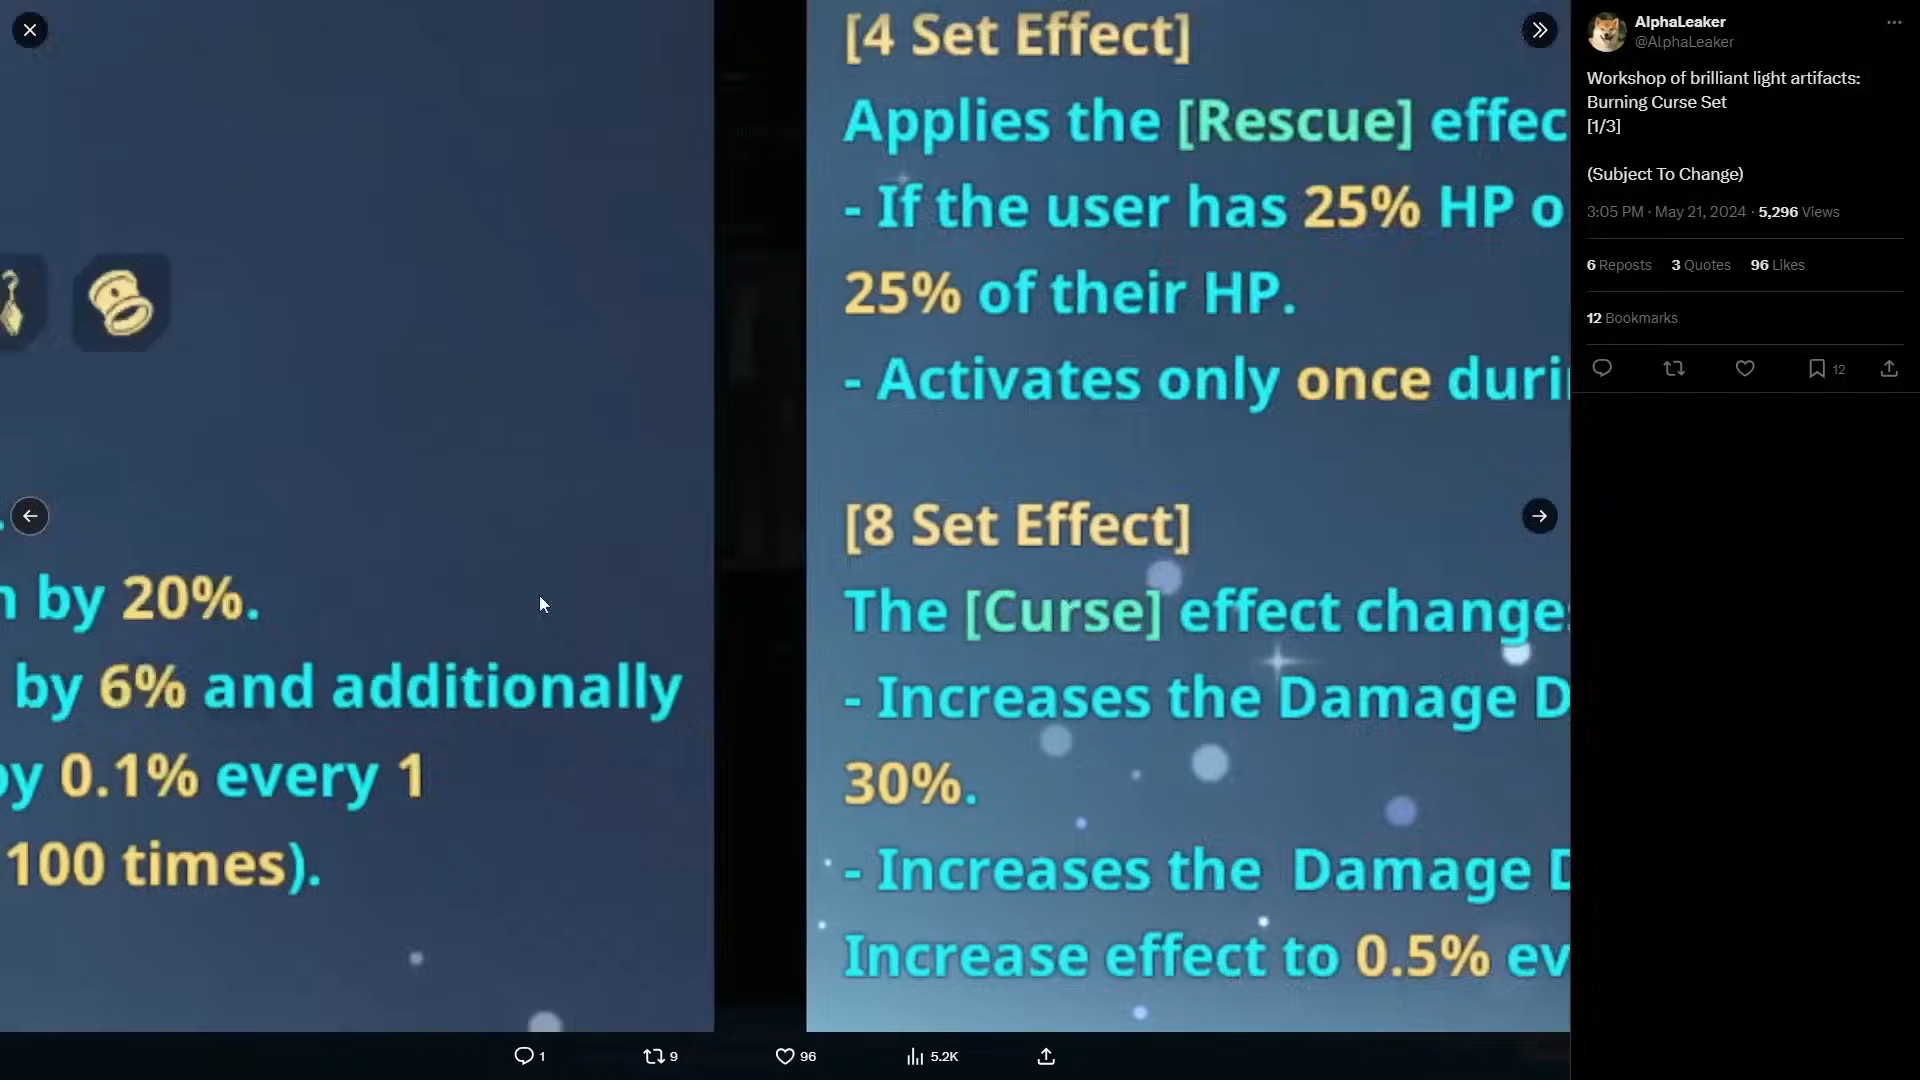 n by 20%.
by 6% and additionally
by 0.1% every 1
100 times).
[4 Set Effect]
Applies the [Rescue] effec
- If the user has 25% HP o
25% of their HP.
- Activates only once duri
[8 Set Effect]
The [Curse] effect changes
- Increases the Damage D
30%.
- Increases the Damage D
Increase effect to 0.5% ev
1
9
96
5.2K
AlphaLeaker
@AlphaLeaker
Workshop of brilliant light artifacts:
Burning Curse Set
[1/3]
(Subject To Change)
3:05 PM · May 21, 2024 · 5,296 Views
6 Reposts 3 Quotes 96 Likes
12 Bookmarks
12